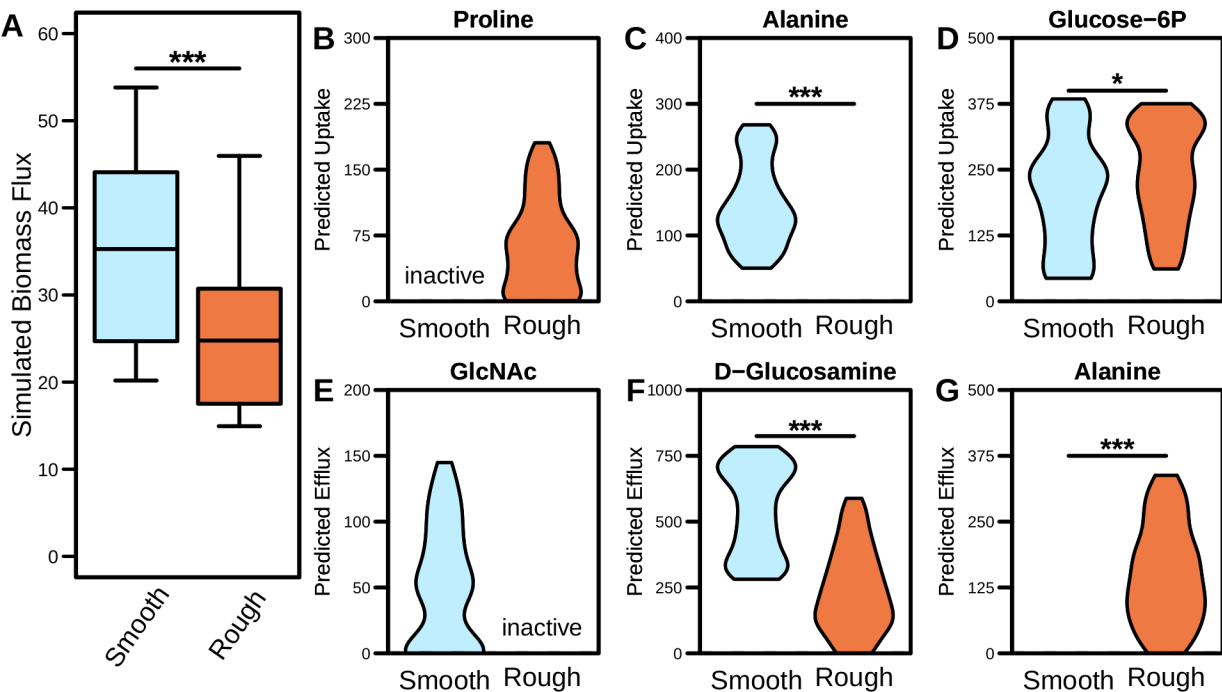 A
Simulated Biomass Flux
60
50
40
30
20
10
0
***
Smooth
Rough
B
Proline
Predicted Uptake
300
225
150
75
0
inactive
Smooth Rough
C
Alanine
Predicted Uptake
400
300
200
100
0
***
Smooth Rough
D
Glucose−6P
Predicted Uptake
500
375
250
125
0
*
Smooth Rough
E
GlcNAc
Predicted Efflux
200
150
100
50
0
inactive
Smooth Rough
F
D−Glucosamine
Predicted Efflux
1000
750
500
250
0
***
Smooth Rough
G
Alanine
Predicted Efflux
500
375
250
125
0
***
Smooth Rough